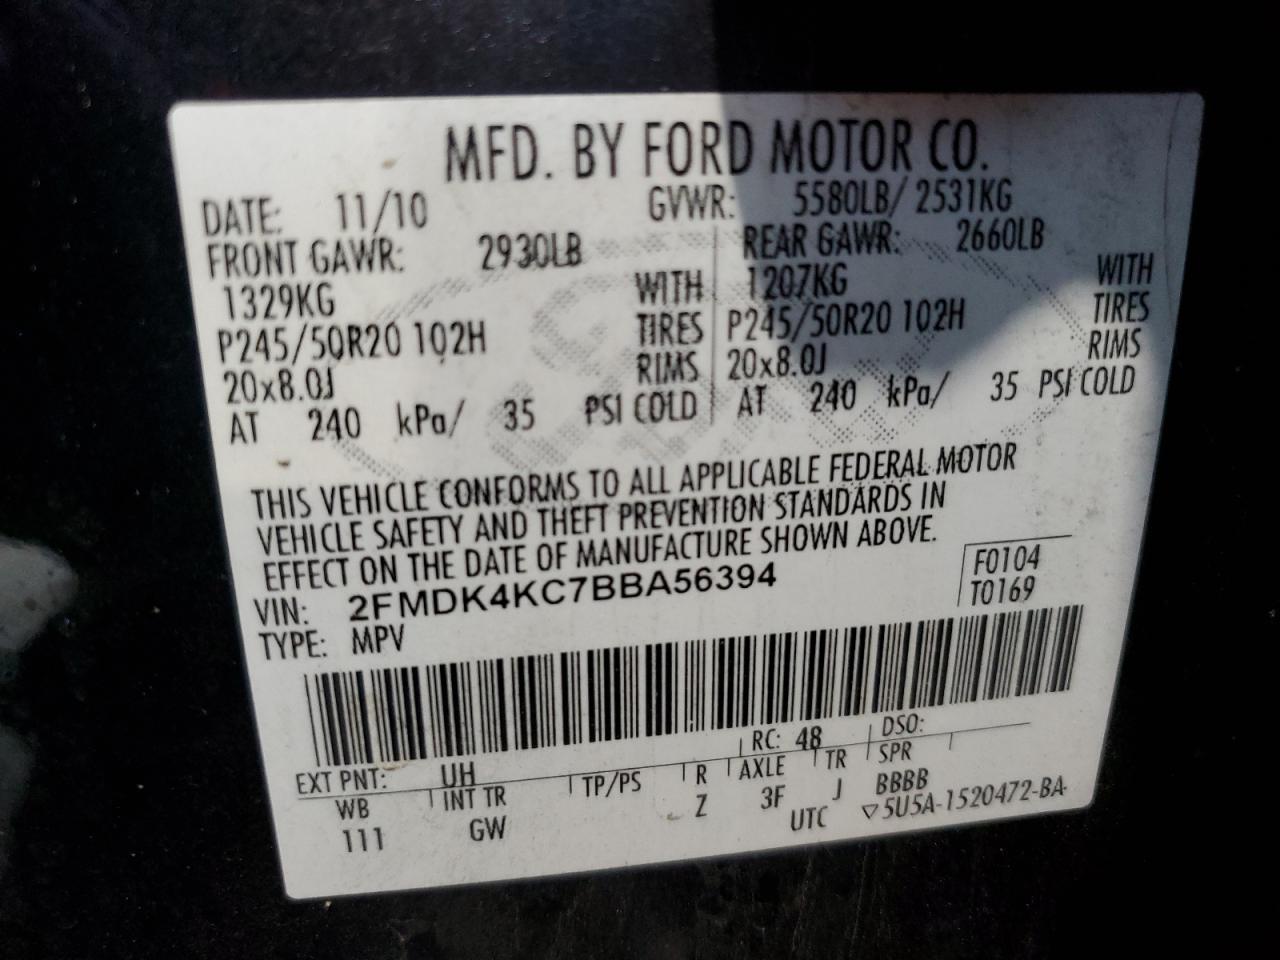 MFD. BY FORD MOTOR CO.
DATE: 11/10 GVWR: 5580LB/ 2531KG
FRONT GAWR: 2930LB REAR GAWR: 2660LB
1329KG WITH 1207KG WITH
P245/50R20 102H TIRES P245/50R20 102H TIRES
20x8.0J RIMS 20x8.0J RIMS
AT 240 kPa/ 35 PSI COLD AT 240 kPa/ 35 PSI COLD
THIS VEHICLE CONFORMS TO ALL APPLICABLE FEDERAL MOTOR
VEHICLE SAFETY AND THEFT PREVENTION STANDARDS IN
EFFECT ON THE DATE OF MANUFACTURE SHOWN ABOVE.
VIN: 2FMDK4KC7BBA56394 F0104
TYPE: MPV T0169
EXT PNT: UH RC: 48 DSO:
WB INT TR TP/PS R AXLE TR SPR
111 GW Z 3F J BBBB
UTC ▽5U5A-1520472-BA